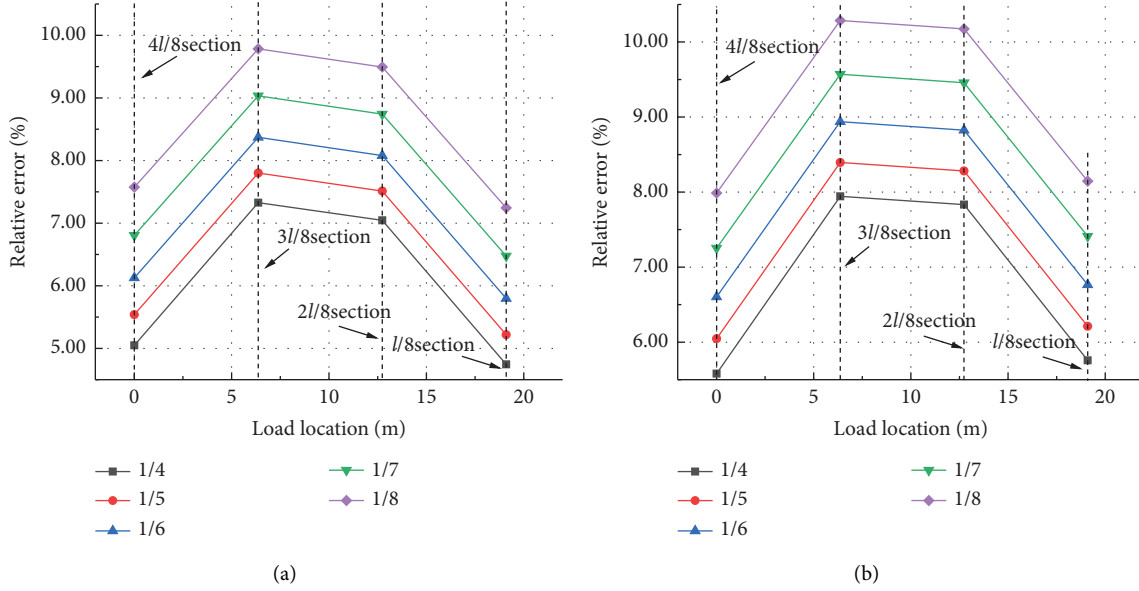 10.00
9.00
8.00
7.00
6.00
5.00
Relative error (%)
4l/8section
3l/8section
2l/8section
l/8section
0
5
10
15
20
Load location (m)
1/4
1/5
1/6
1/7
1/8
(a)
10.00
9.00
8.00
7.00
6.00
Relative error (%)
4l/8section
3l/8section
2l/8section
l/8section
0
5
10
15
20
Load location (m)
1/4
1/5
1/6
1/7
1/8
(b)